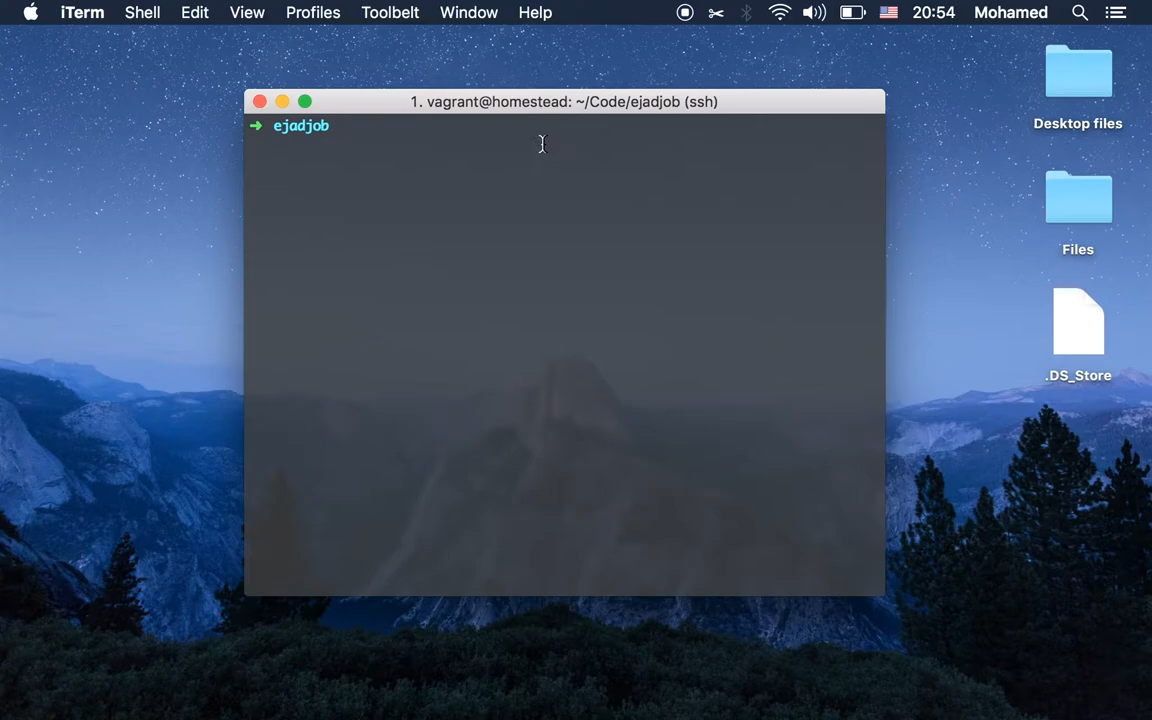 iTerm Shell Edit View Profiles Toolbelt Window Help 20:54 Mohamed
1. vagrant@homestead: ~/Code/ejadjob (ssh)
➜ ejadjob
Desktop files
Files
.DS_Store